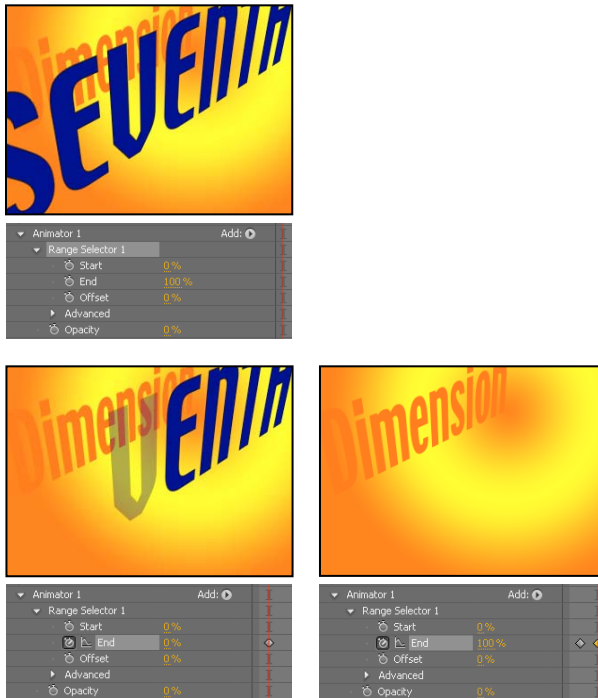 Dimension
SEVENTH
Animator 1 Add:
Range Selector 1
Start 0 %
End 100 %
Offset 0 %
Advanced
Opacity 0 %
Dimension
VENTH
Animator 1 Add:
Range Selector 1
Start 0 %
End 0 %
Offset 0 %
Advanced
Opacity 0 %
Dimension
Animator 1 Add:
Range Selector 1
Start 0 %
End 100 %
Offset 0 %
Advanced
Opacity 0 %